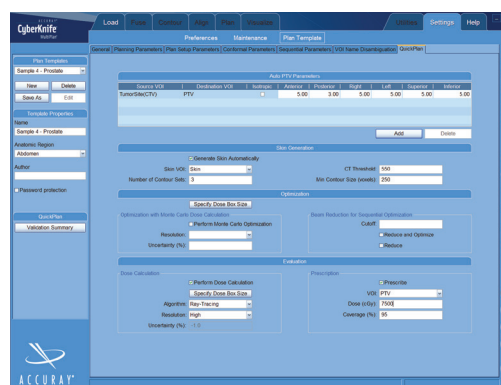 ACCURAY
CyberKnife
MultiPlan
Load Fuse Contour Align Plan Visualize Utilities Settings Help
Preferences Maintenance Plan Template
General | Planning Parameters | Plan Setup Parameters | Conformal Parameters | Sequential Parameters | VOI Name Disambiguation | QuickPlan
Plan Templates
Sample 4 - Prostate
New Delete
Save As Edit
Template Properties
Name
Sample 4 - Prostate
Anatomic Region
Abdomen
Author
Password protection
QuickPlan
Validation Summary
Auto PTV Parameters
Source VOI Destination VOI Isotropic Anterior Posterior Right Left Superior Inferior
TumorSite(CTV) PTV 5.00 3.00 5.00 5.00 5.00 5.00
Add Delete
Skin Generation
Generate Skin Automatically
Skin VOI: Skin CT Threshold: 550
Number of Contour Sets: 3 Min Contour Size (voxels): 250
Optimization
Specify Dose Box Size
Optimization with Monte Carlo Dose Calculation Beam Reduction for Sequential Optimization
Perform Monte Carlo Optimization Cutoff:
Resolution: Reduce and Optimize
Uncertainty (%): Reduce
Evaluation
Dose Calculation Prescription
Perform Dose Calculation Prescribe
Specify Dose Box Size VOI: PTV
Algorithm: Ray-Tracing Dose (cGy): 7500
Resolution: High Coverage (%): 95
Uncertainty (%): -1.0
ACCURAY